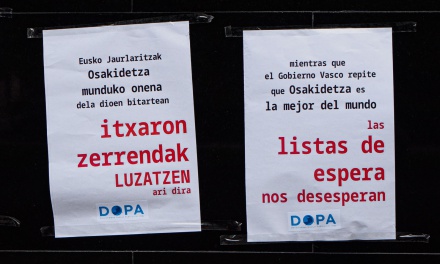 Eusko Jaurlaritzak
Osakidetza
munduko onena
dela dioen bitartean
itxaron
zerrendak
LUZATZEN
ari dira
DOPA
mientras que
el Gobierno Vasco repite
que Osakidetza es
la mejor del mundo
las
listas de
espera
nos desesperan
DOPA